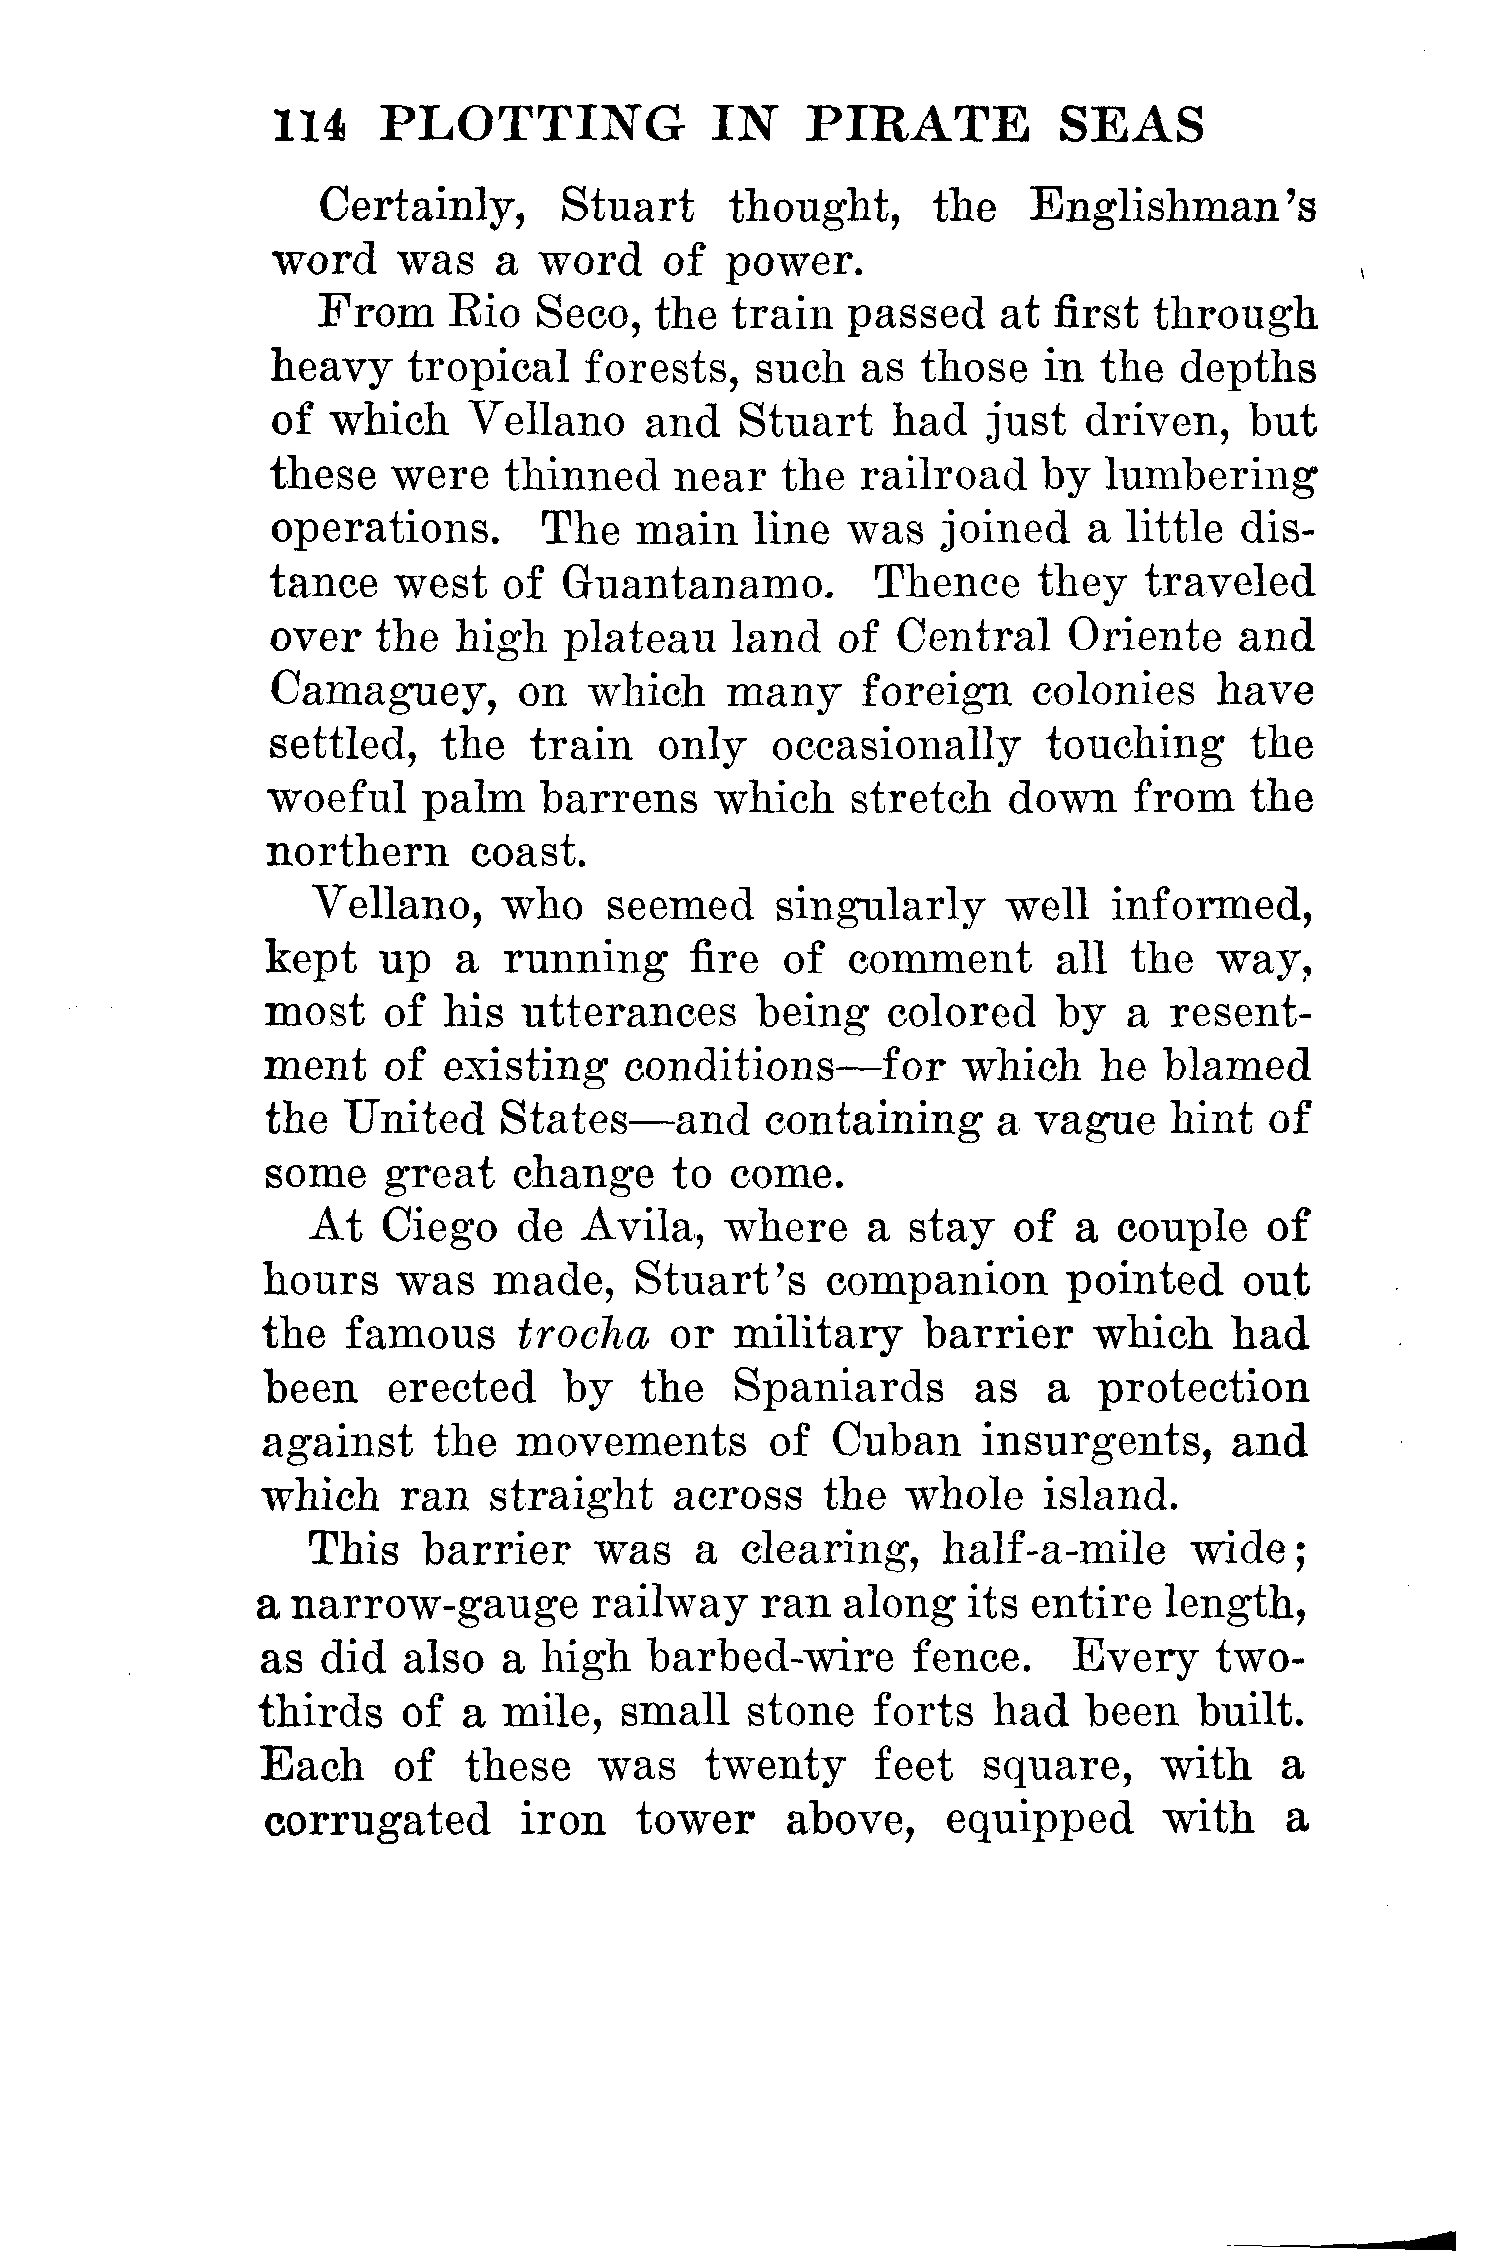 114 PLOTTING IN PIRATE SEAS
Certainly, Stuart thought, the Englishman's
word was a word of power.
From Rio Seco, the train passed at first through
heavy tropical forests, such as those in the depths
of which Vellano and Stuart had just driven, but
these were thinned near the railroad by lumbering
operations. The main line was joined a little dis-
tance west of Guantanamo. Thence they traveled
over the high plateau land of Central Oriente and
Camaguey, on which many foreign colonies have
settled, the train only occasionally touching the
woeful palm barrens which stretch down from the
northern coast.
Vellano, who seemed singularly well informed,
kept up a running fire of comment all the way,
most of his utterances being colored by a resent-
ment of existing conditions—for which he blamed
the United States—and containing a vague hint of
some great change to come.
At Ciego de Avila, where a stay of a couple of
hours was made, Stuart's companion pointed out
the famous trocha or military barrier which had
been erected by the Spaniards as a protection
against the movements of Cuban insurgents, and
which ran straight across the whole island.
This barrier was a clearing, half-a-mile wide;
a narrow-gauge railway ran along its entire length,
as did also a high barbed-wire fence. Every two-
thirds of a mile, small stone forts had been built.
Each of these was twenty feet square, with a
corrugated iron tower above, equipped with a